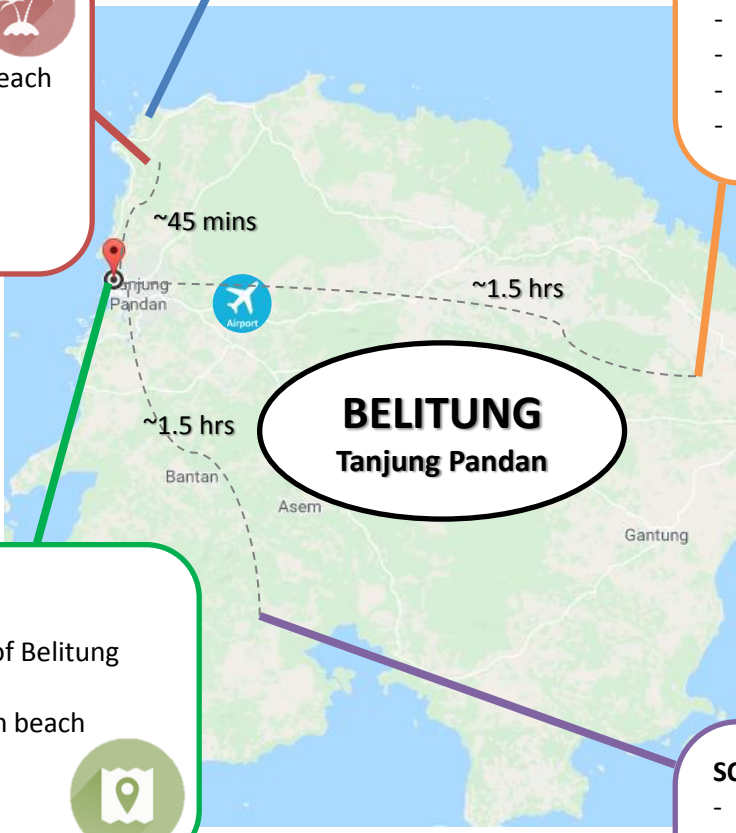 -
-
-
-
each
~45 mins
Tanjung
Pandan
Airport
~1.5 hrs
BELITUNG
Tanjung Pandan
~1.5 hrs
Bantan
Asem
Gantung
of Belitung
beach
-